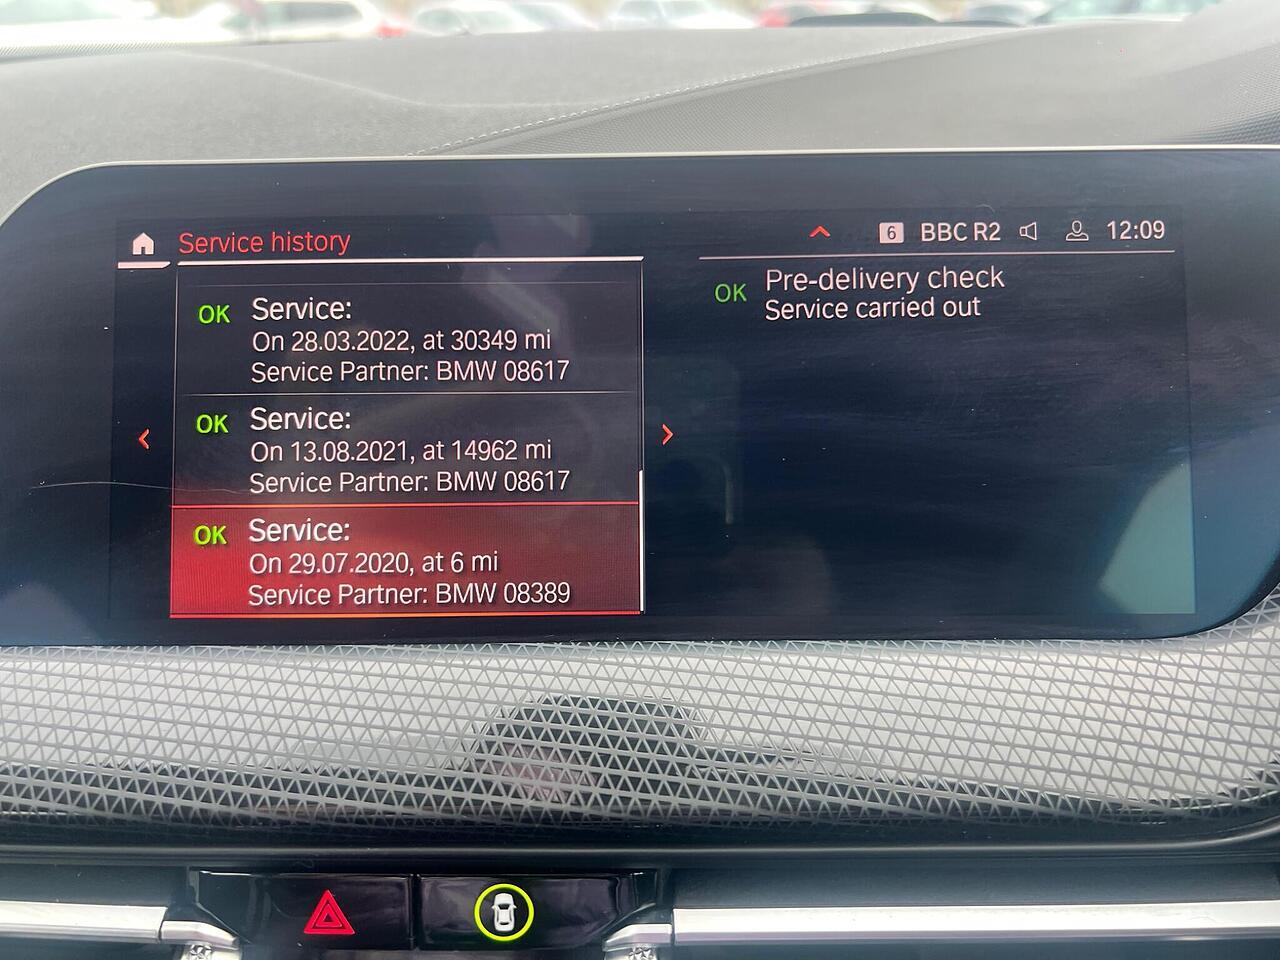 Service history
6 BBC R2 12:09
OK Service:
On 28.03.2022, at 30349 mi
Service Partner: BMW 08617
OK Service:
On 13.08.2021, at 14962 mi
Service Partner: BMW 08617
OK Service:
On 29.07.2020, at 6 mi
Service Partner: BMW 08389
OK Pre-delivery check
Service carried out